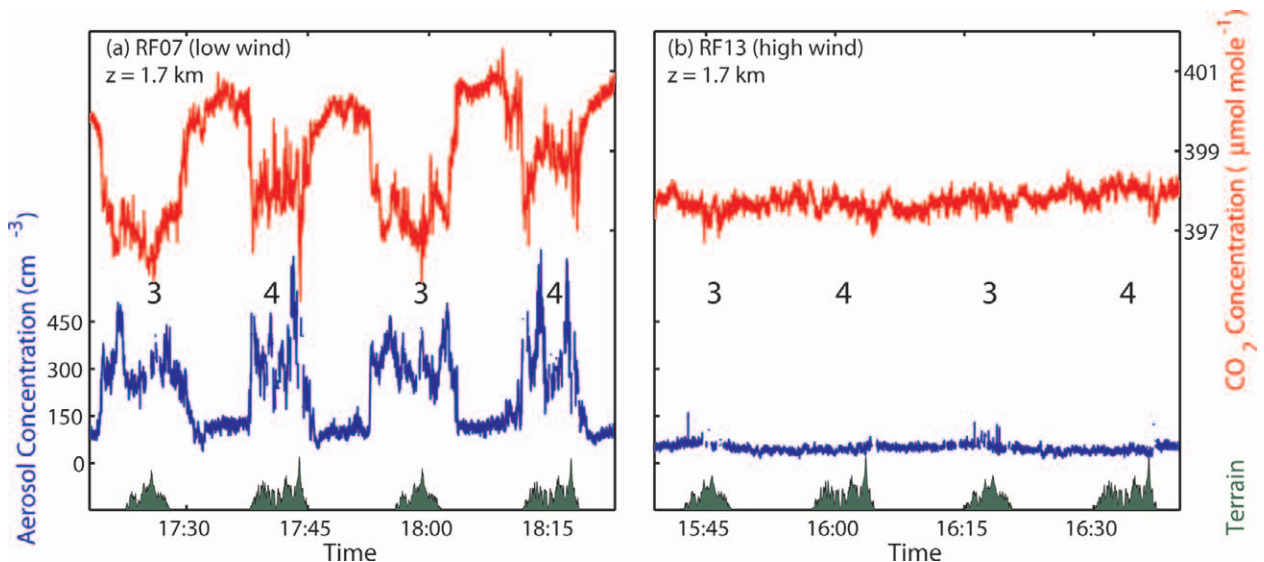 (a) RF07 (low wind)
z = 1.7 km
(b) RF13 (high wind)
z = 1.7 km
401
399
397
CO2 Concentration ( μmol mole-1)
Aerosol Concentration (cm -3)
3 4 3 4
3 4 3 4
450
300
150
0
Terrain
17:30 17:45 18:00 18:15
15:45 16:00 16:15 16:30
Time
Time